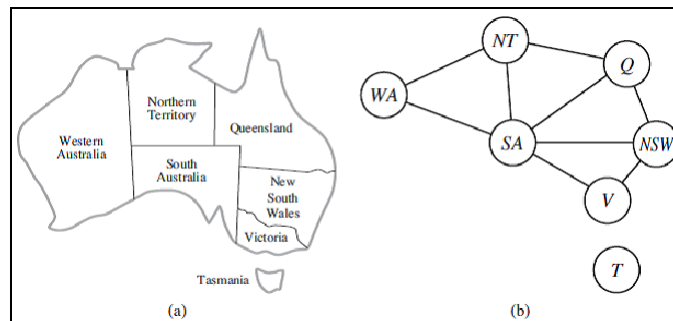 Northern
Territory
Western
Australia
Queensland
South
Australia
New
South
Wales
Victoria
Tasmania
(a)
NT
Q
WA
SA
NSW
V
T
(b)